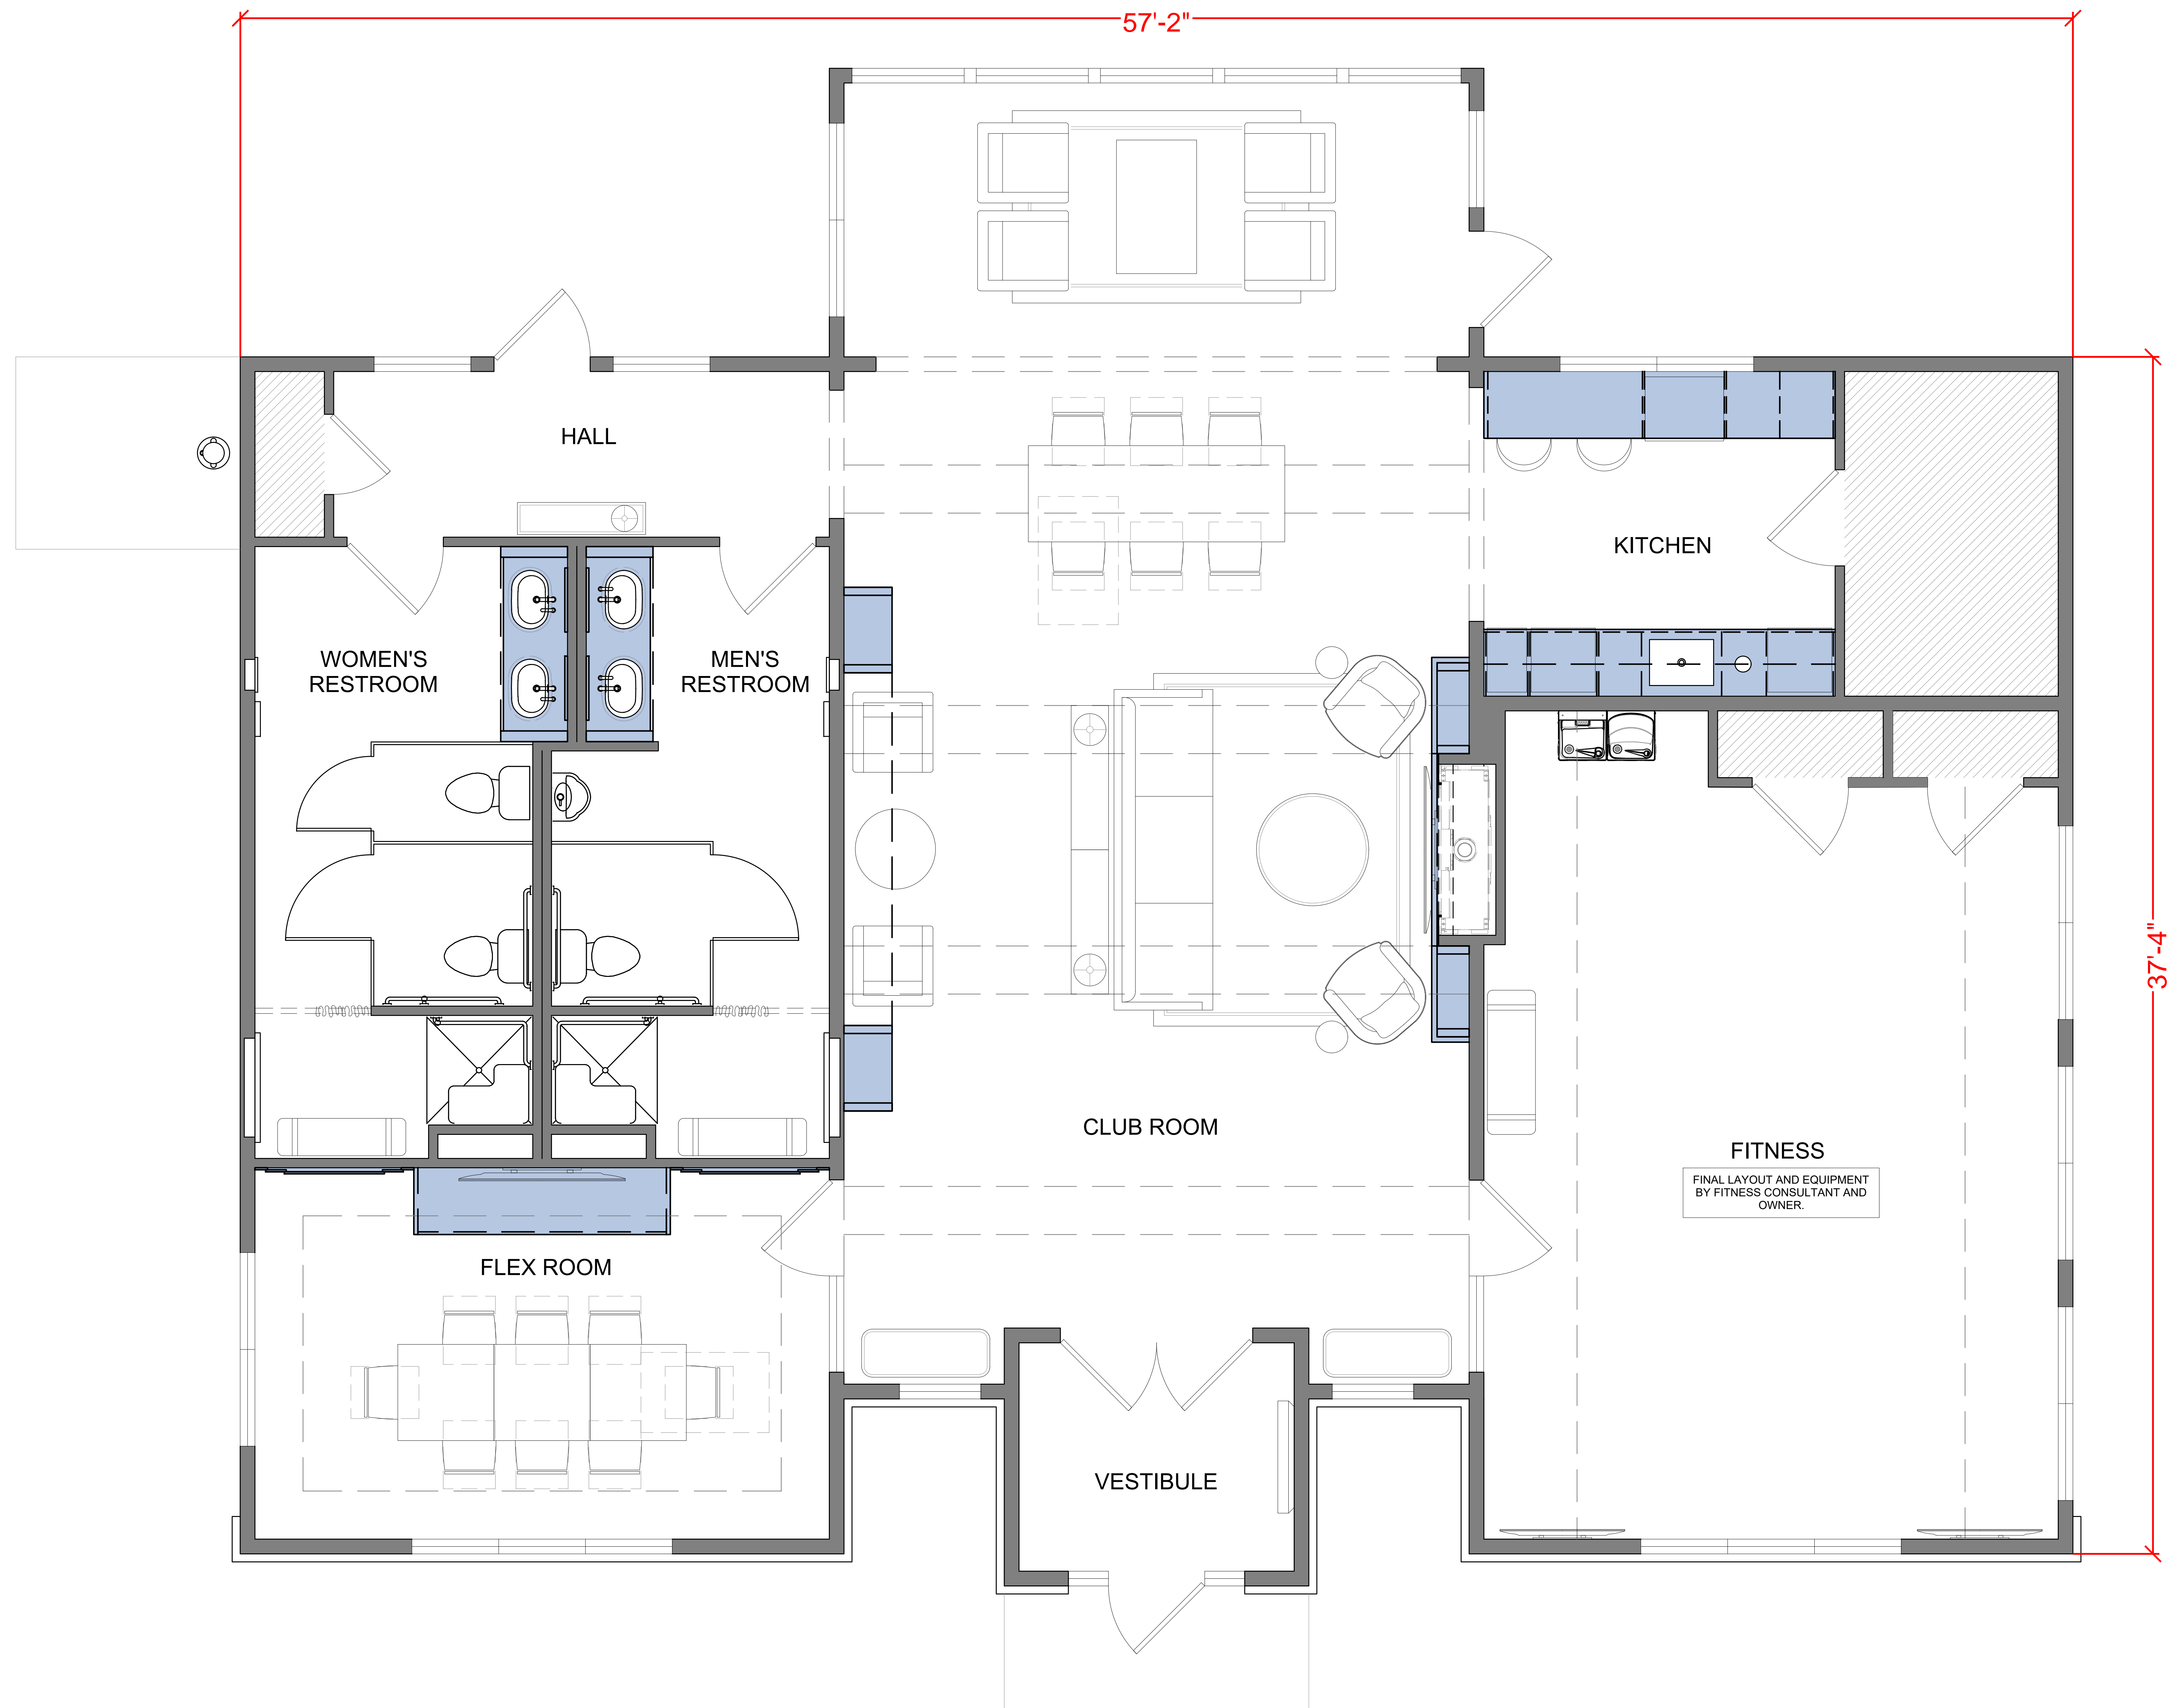 57'-2"
HALL
KITCHEN
WOMEN'S
RESTROOM
MEN'S
RESTROOM
37'-4"
CLUB ROOM
FITNESS
FINAL LAYOUT AND EQUIPMENT
BY FITNESS CONSULTANT AND
OWNER.
FLEX ROOM
VESTIBULE